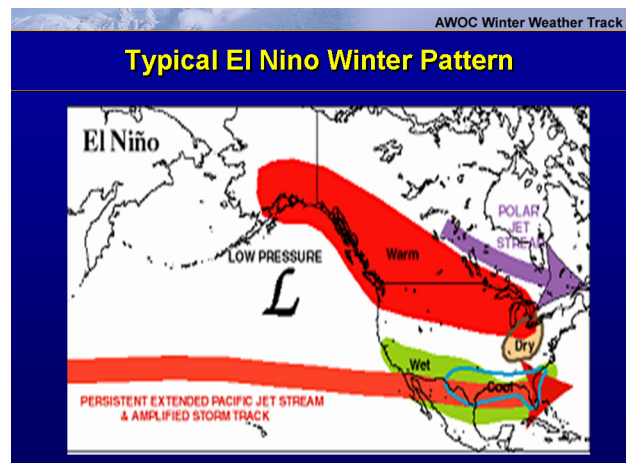 AWOC Winter Weather Track
Typical El Nino Winter Pattern
El Niño
POLAR
JET
STREAM
LOW PRESSURE
L
Warm
Dry
Wet
Cool
PERSISTENT EXTENDED PACIFIC JET STREAM
& AMPLIFIED STORM TRACK